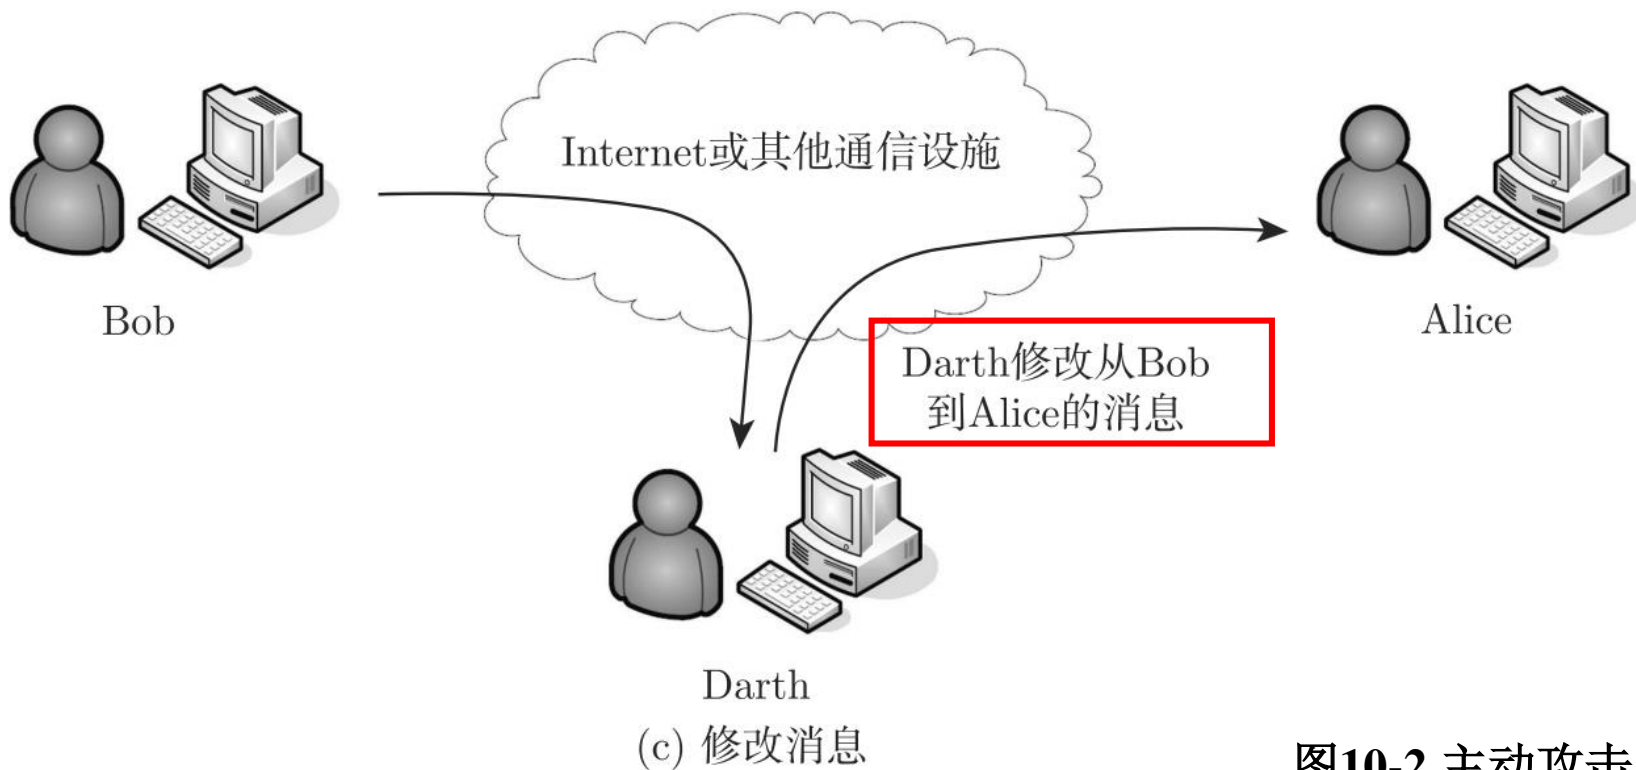 Internet或其他通信设施
Bob
Alice
Darth修改从Bob
到Alice的消息
Darth
(c) 修改消息
图10-2 主动攻击